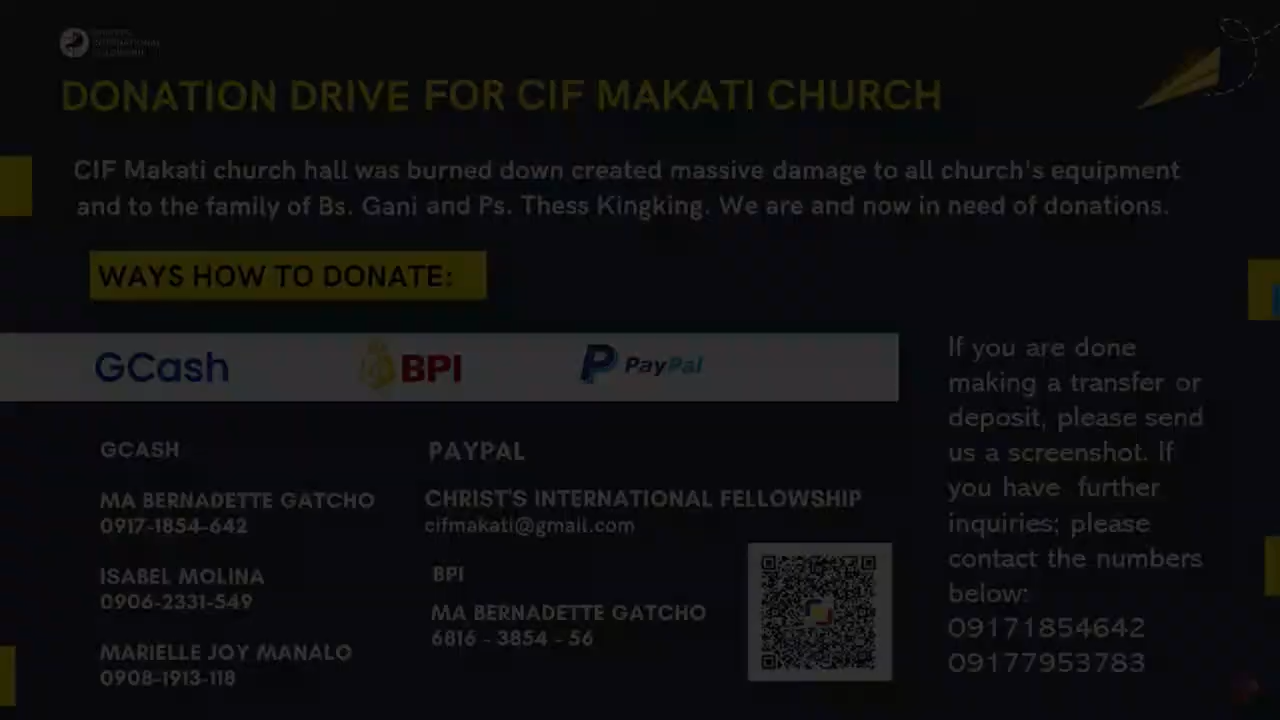 INTERNATIONAL
FELLOWSHIP
DONATION DRIVE FOR CIF MAKATI CHURCH
CIF Makati church hall was burned down created massive damage to all church's equipment
and to the family of Bs. Gani and Ps. Thess Kingking. We are and now in need of donations.
WAYS HOW TO DONATE:
GCash
BPI
PayPal
GCASH
MA BERNADETTE GATCHO
0917-1854-642
ISABEL MOLINA
0906-2331-549
MARIELLE JOY MANALO
0908-1913-118
PAYPAL
CHRIST'S INTERNATIONAL FELLOWSHIP
cifmakati@gmail.com
BPI
MA BERNADETTE GATCHO
6816 - 3854 - 56
If you are done
making a transfer or
deposit, please send
us a screenshot. If
you have further
inquiries; please
contact the numbers
below:
09171854642
09177953783